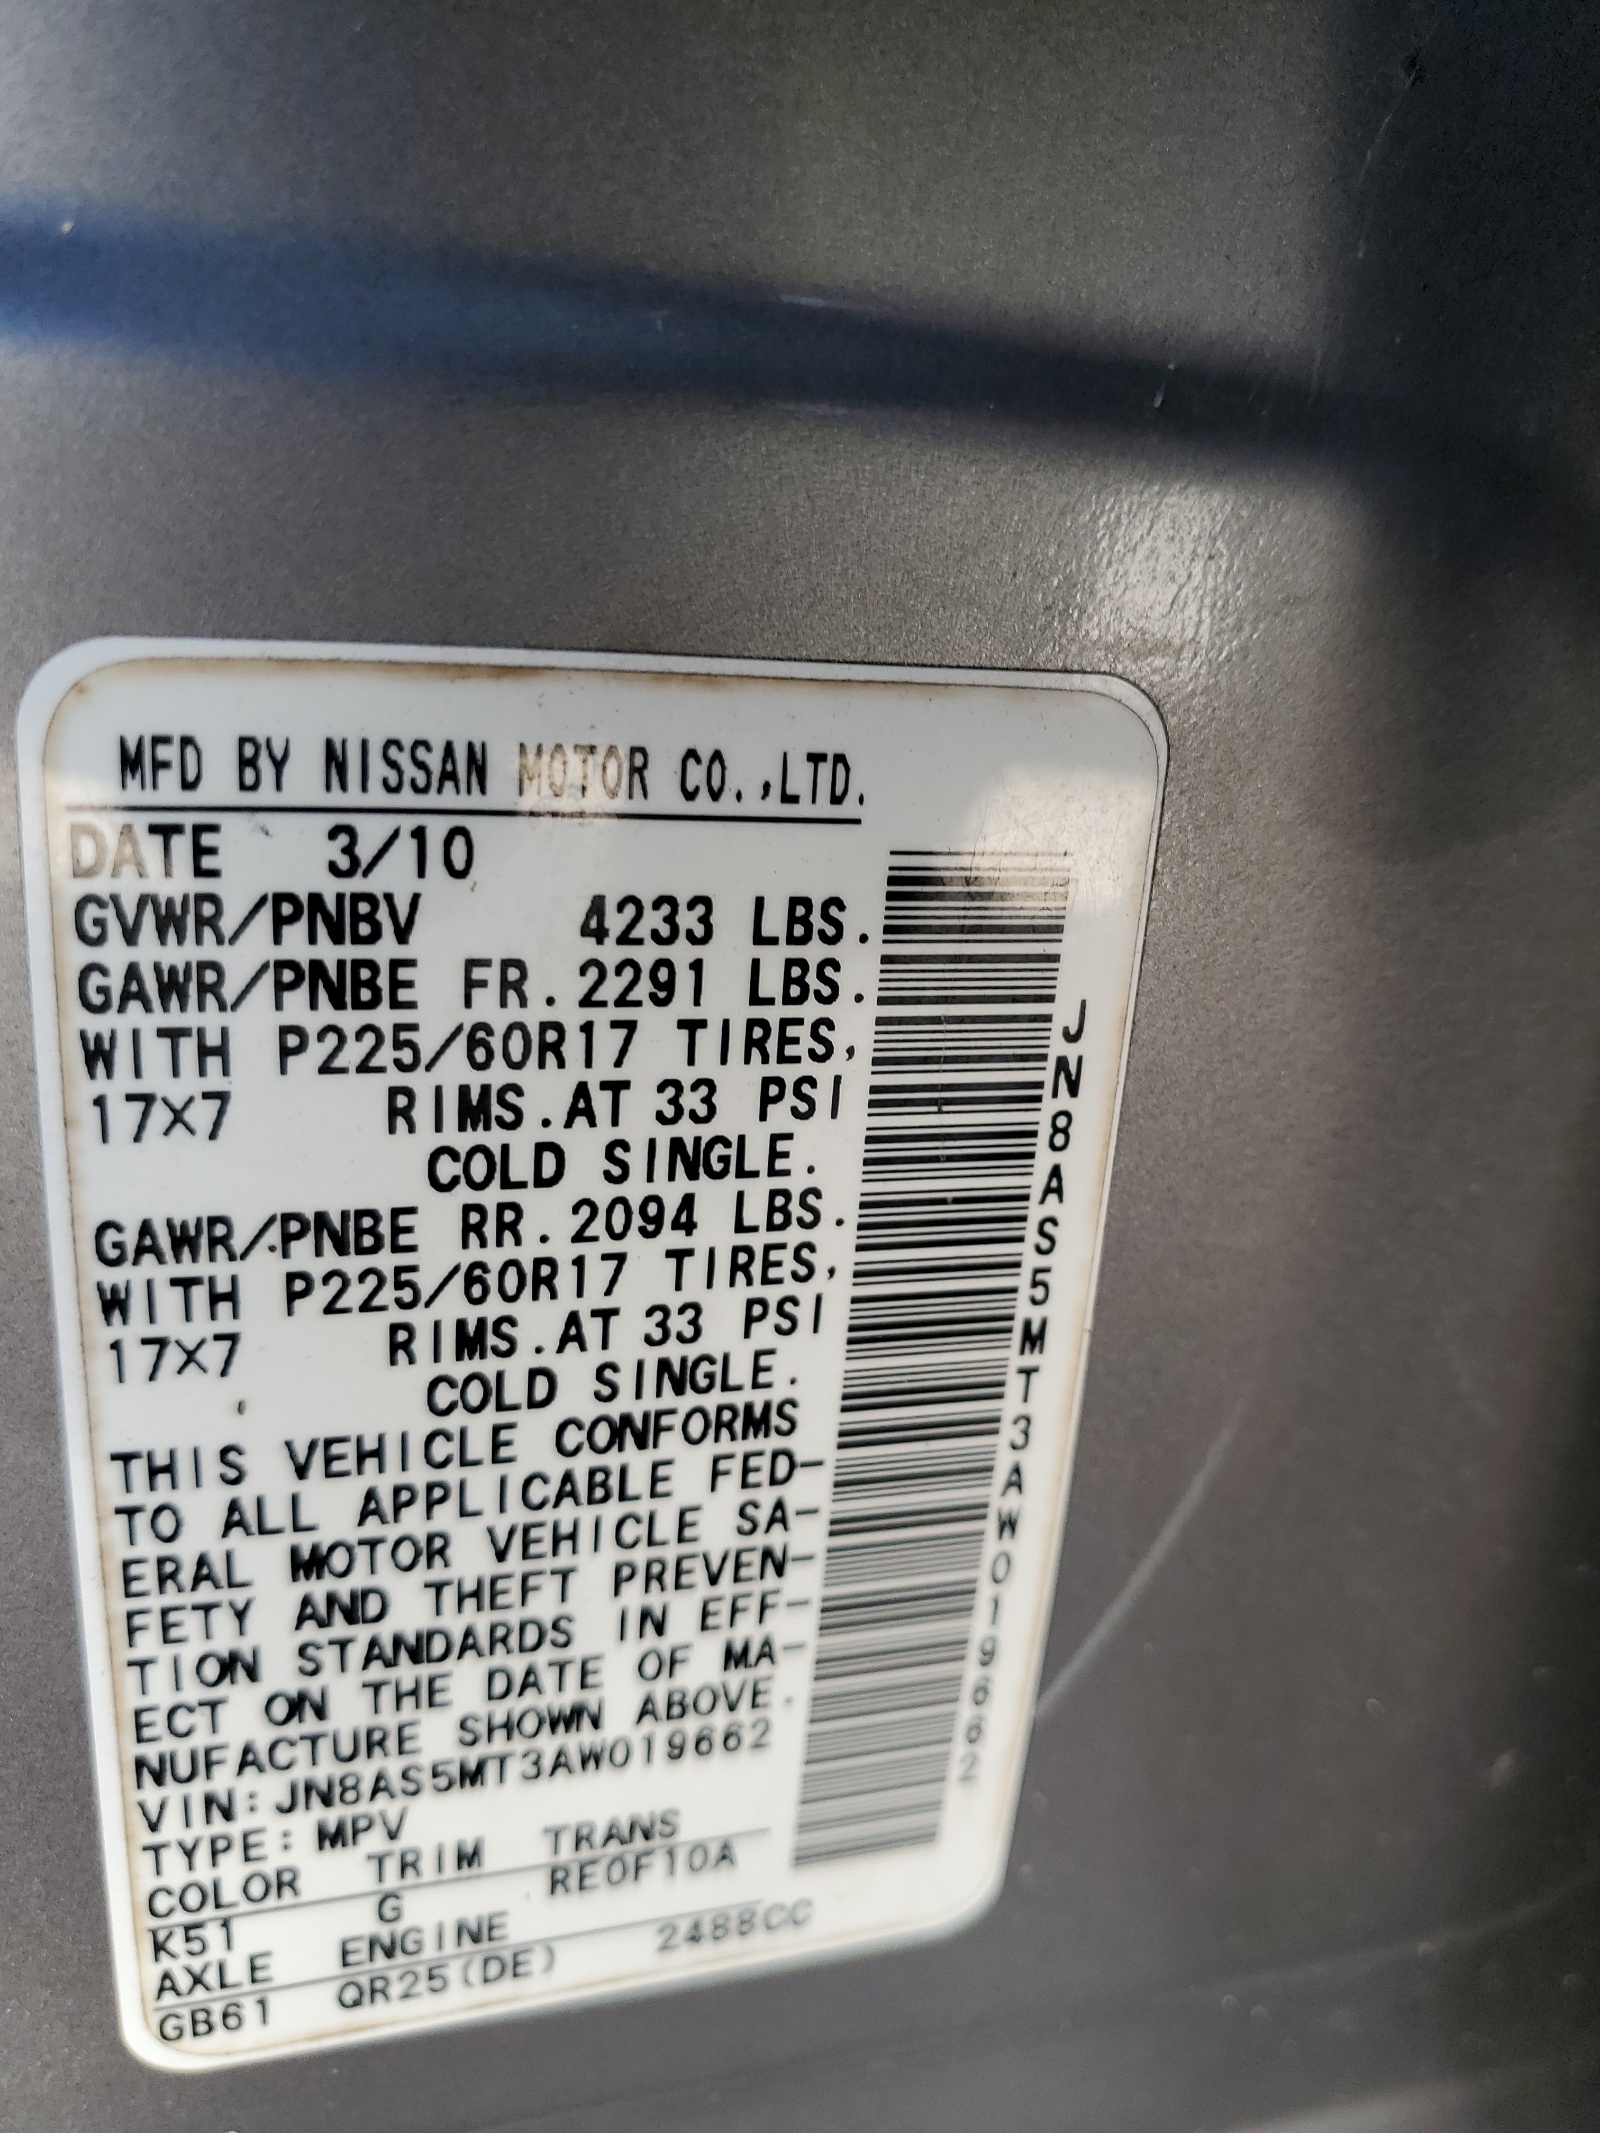 MFD BY NISSAN MOTOR CO.,LTD.
DATE 3/10
GVWR/PNBV 4233 LBS.
GAWR/PNBE FR.2291 LBS.
WITH P225/60R17 TIRES,
17X7 RIMS.AT 33 PSI
COLD SINGLE.
GAWR/PNBE RR.2094 LBS.
WITH P225/60R17 TIRES,
17X7 RIMS.AT 33 PSI
COLD SINGLE.
THIS VEHICLE CONFORMS
TO ALL APPLICABLE FED-
ERAL MOTOR VEHICLE SA-
FETY AND THEFT PREVEN-
TION STANDARDS IN EFF-
ECT ON THE DATE OF MA-
NUFACTURE SHOWN ABOVE.
VIN:JN8AS5MT3AW019662
TYPE:MPV
COLOR TRIM TRANS
K51 G RE0F10A
AXLE ENGINE
GB61 QR25(DE) 2488CC
JN8AS5MT3AW019662